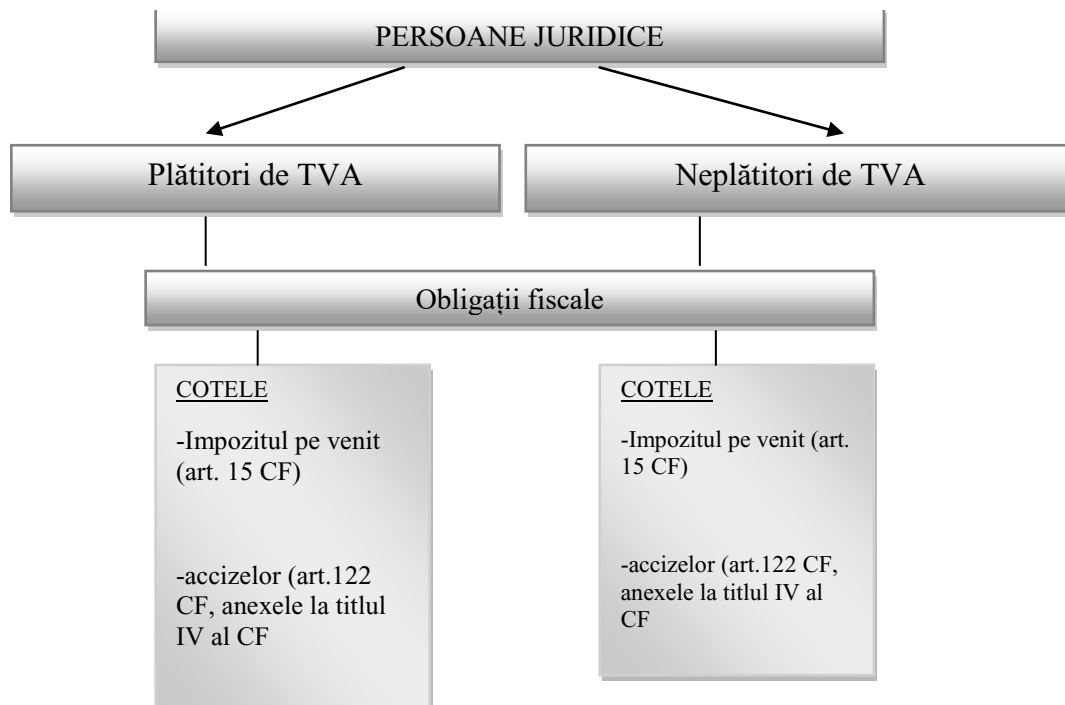 PERSOANE JURIDICE
Plătitori de TVA
Neplătitori de TVA
Obligații fiscale
COTELE
-Impozitul pe venit
(art. 15 CF)
-accizelor (art.122
CF, anexele la titlul
IV al CF
COTELE
-Impozitul pe venit (art.
15 CF)
-accizelor (art.122 CF,
anexele la titlul IV al
CF